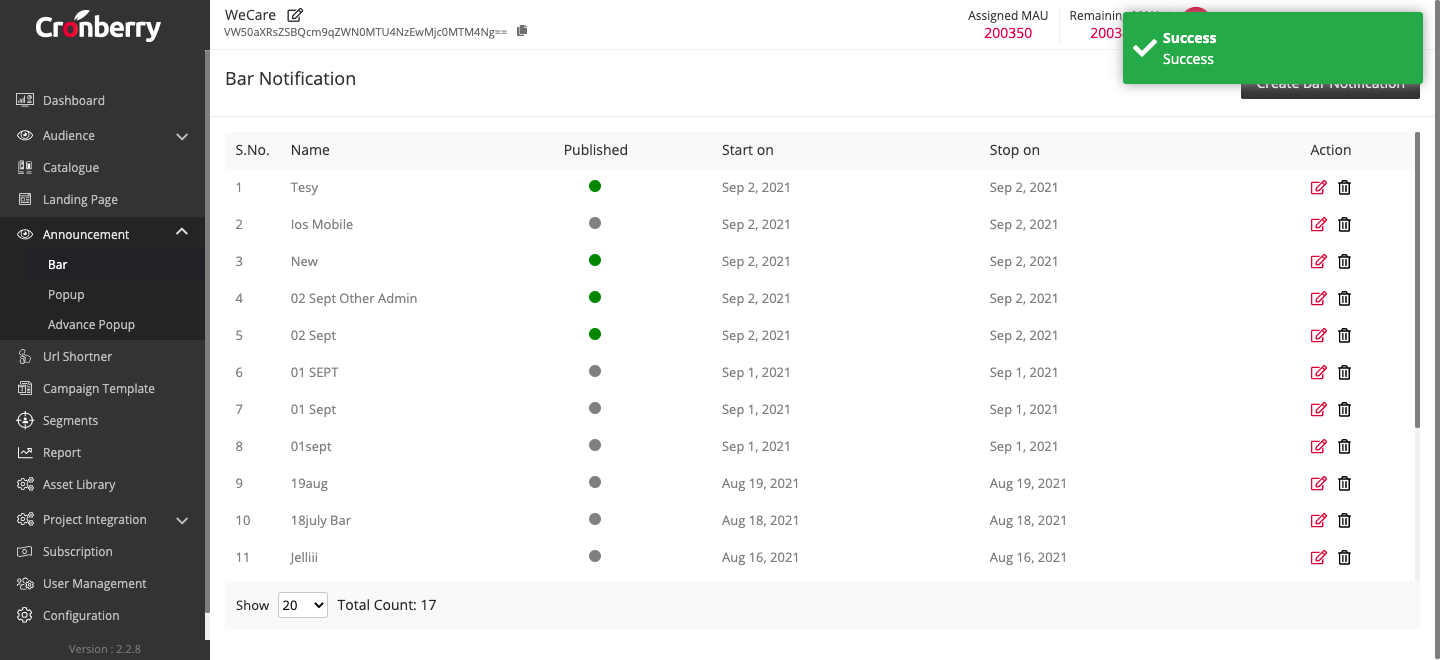 Cronberry
WeCare
VW50aXRsZSBQcm9qZWN0MTU4NzEwMjc0MTM4Ng==
Assigned MAU
200350
Remaining
Success
Success
Bar Notification
Create Bar Notification
Dashboard
Audience
Catalogue
Landing Page
Announcement
Bar
Popup
Advance Popup
Url Shortner
Campaign Template
Segments
Report
Asset Library
Project Integration
Subscription
User Management
Configuration
Version : 2.2.8
S.No. Name Published Start on Stop on Action
1 Tesy Sep 2, 2021 Sep 2, 2021
2 Ios Mobile Sep 2, 2021 Sep 2, 2021
3 New Sep 2, 2021 Sep 2, 2021
4 02 Sept Other Admin Sep 2, 2021 Sep 2, 2021
5 02 Sept Sep 2, 2021 Sep 2, 2021
6 01 SEPT Sep 1, 2021 Sep 1, 2021
7 01 Sept Sep 1, 2021 Sep 1, 2021
8 01sept Sep 1, 2021 Sep 1, 2021
9 19aug Aug 19, 2021 Aug 19, 2021
10 18july Bar Aug 18, 2021 Aug 18, 2021
11 Jelliii Aug 16, 2021 Aug 16, 2021
Show 20 Total Count: 17